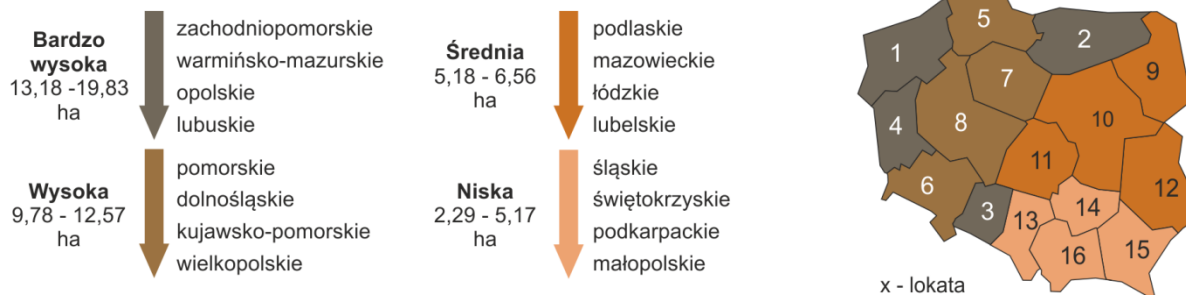 Bardzo
wysoka
13,18 -19,83
ha
zachodniopomorskie
warmińsko-mazurskie
opolskie
lubuskie
Wysoka
9,78 - 12,57
ha
pomorskie
dolnośląskie
kujawsko-pomorskie
wielkopolskie
Średnia
5,18 - 6,56
ha
podlaskie
mazowieckie
łódzkie
lubelskie
Niska
2,29 - 5,17
ha
śląskie
świętokrzyskie
podkarpackie
małopolskie
5
1
2
7
9
4
8
10
11
6
12
3
13
14
15
16
x - lokata